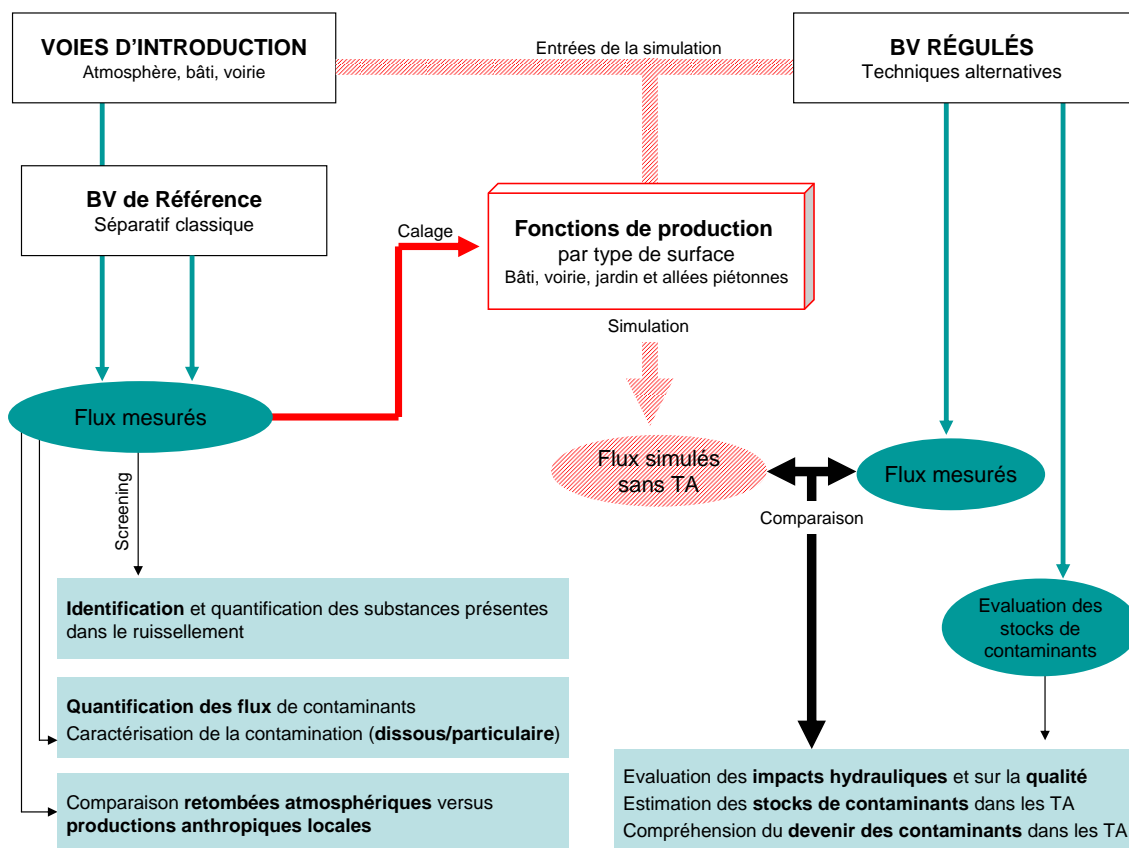 VOIES D'INTRODUCTION
Atmosphère, bâti, voirie
Entrées de la simulation
BV RÉGULÉS
Techniques alternatives
BV de Référence
Séparatif classique
Calage
Fonctions de production
par type de surface
Bâti, voirie, jardin et allées piétonnes
Simulation
Flux mesurés
Flux simulés
sans TA
Flux mesurés
Comparaison
Screening
Identification et quantification des substances présentes
dans le ruissellement
Evaluation des
stocks de
contaminants
Quantification des flux de contaminants
Caractérisation de la contamination (dissous/particulaire)
Comparaison retombées atmosphériques versus
productions anthropiques locales
Evaluation des impacts hydrauliques et sur la qualité
Estimation des stocks de contaminants dans les TA
Compréhension du devenir des contaminants dans les TA